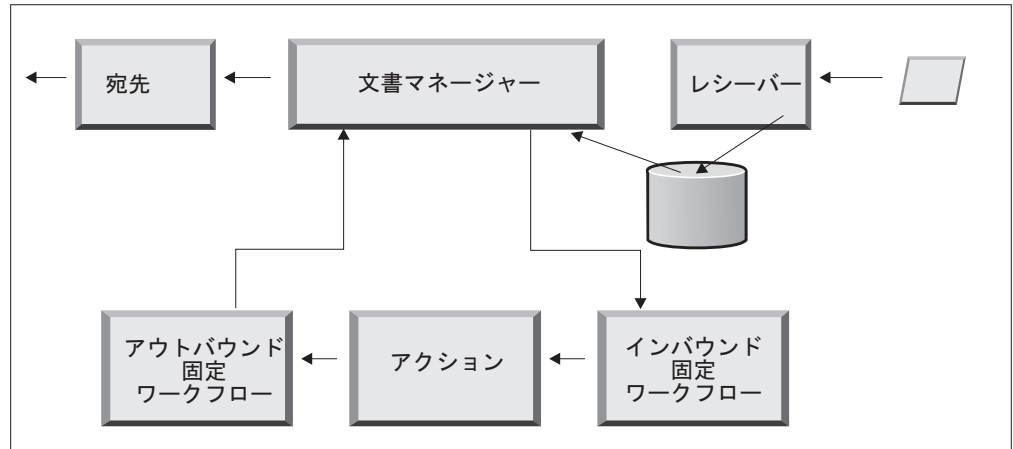 宛先
文書マネージャー
レシーバー
アウトバウンド
固定
ワークフロー
アクション
インバウンド
固定
ワークフロー